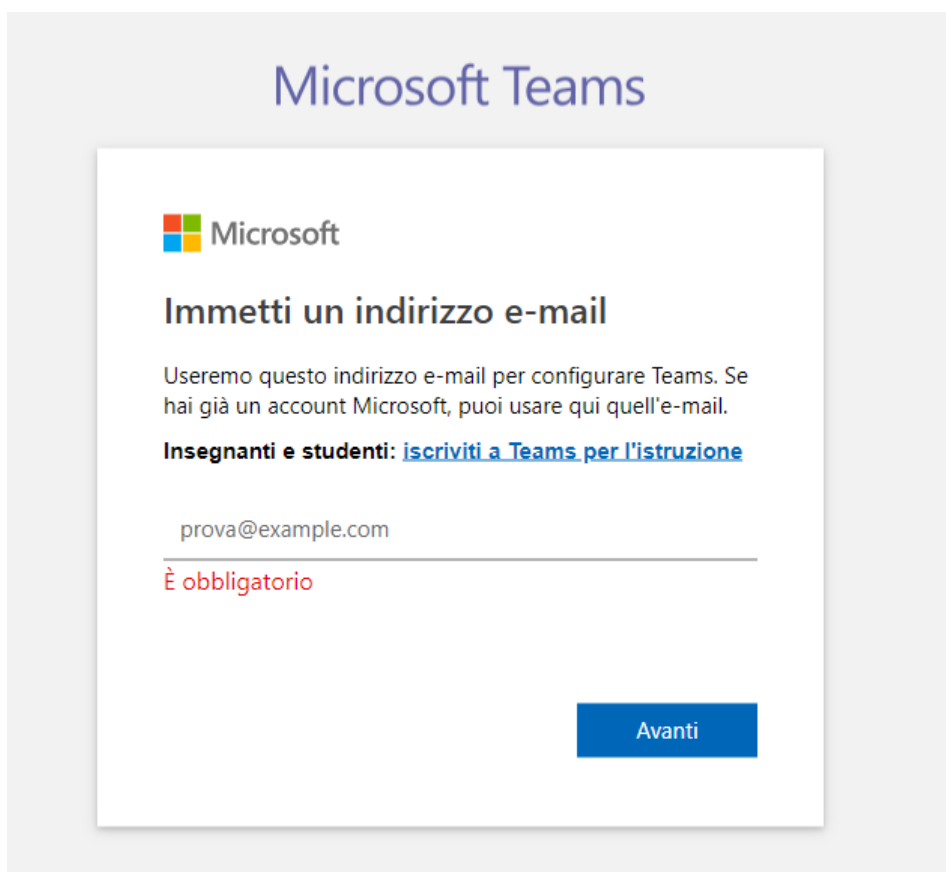 Microsoft Teams
Microsoft
Immetti un indirizzo e-mail
Useremo questo indirizzo e-mail per configurare Teams. Se
hai già un account Microsoft, puoi usare qui quell'e-mail.
Insegnanti e studenti: iscriviti a Teams per l'istruzione
prova@example.com
È obbligatorio
Avanti